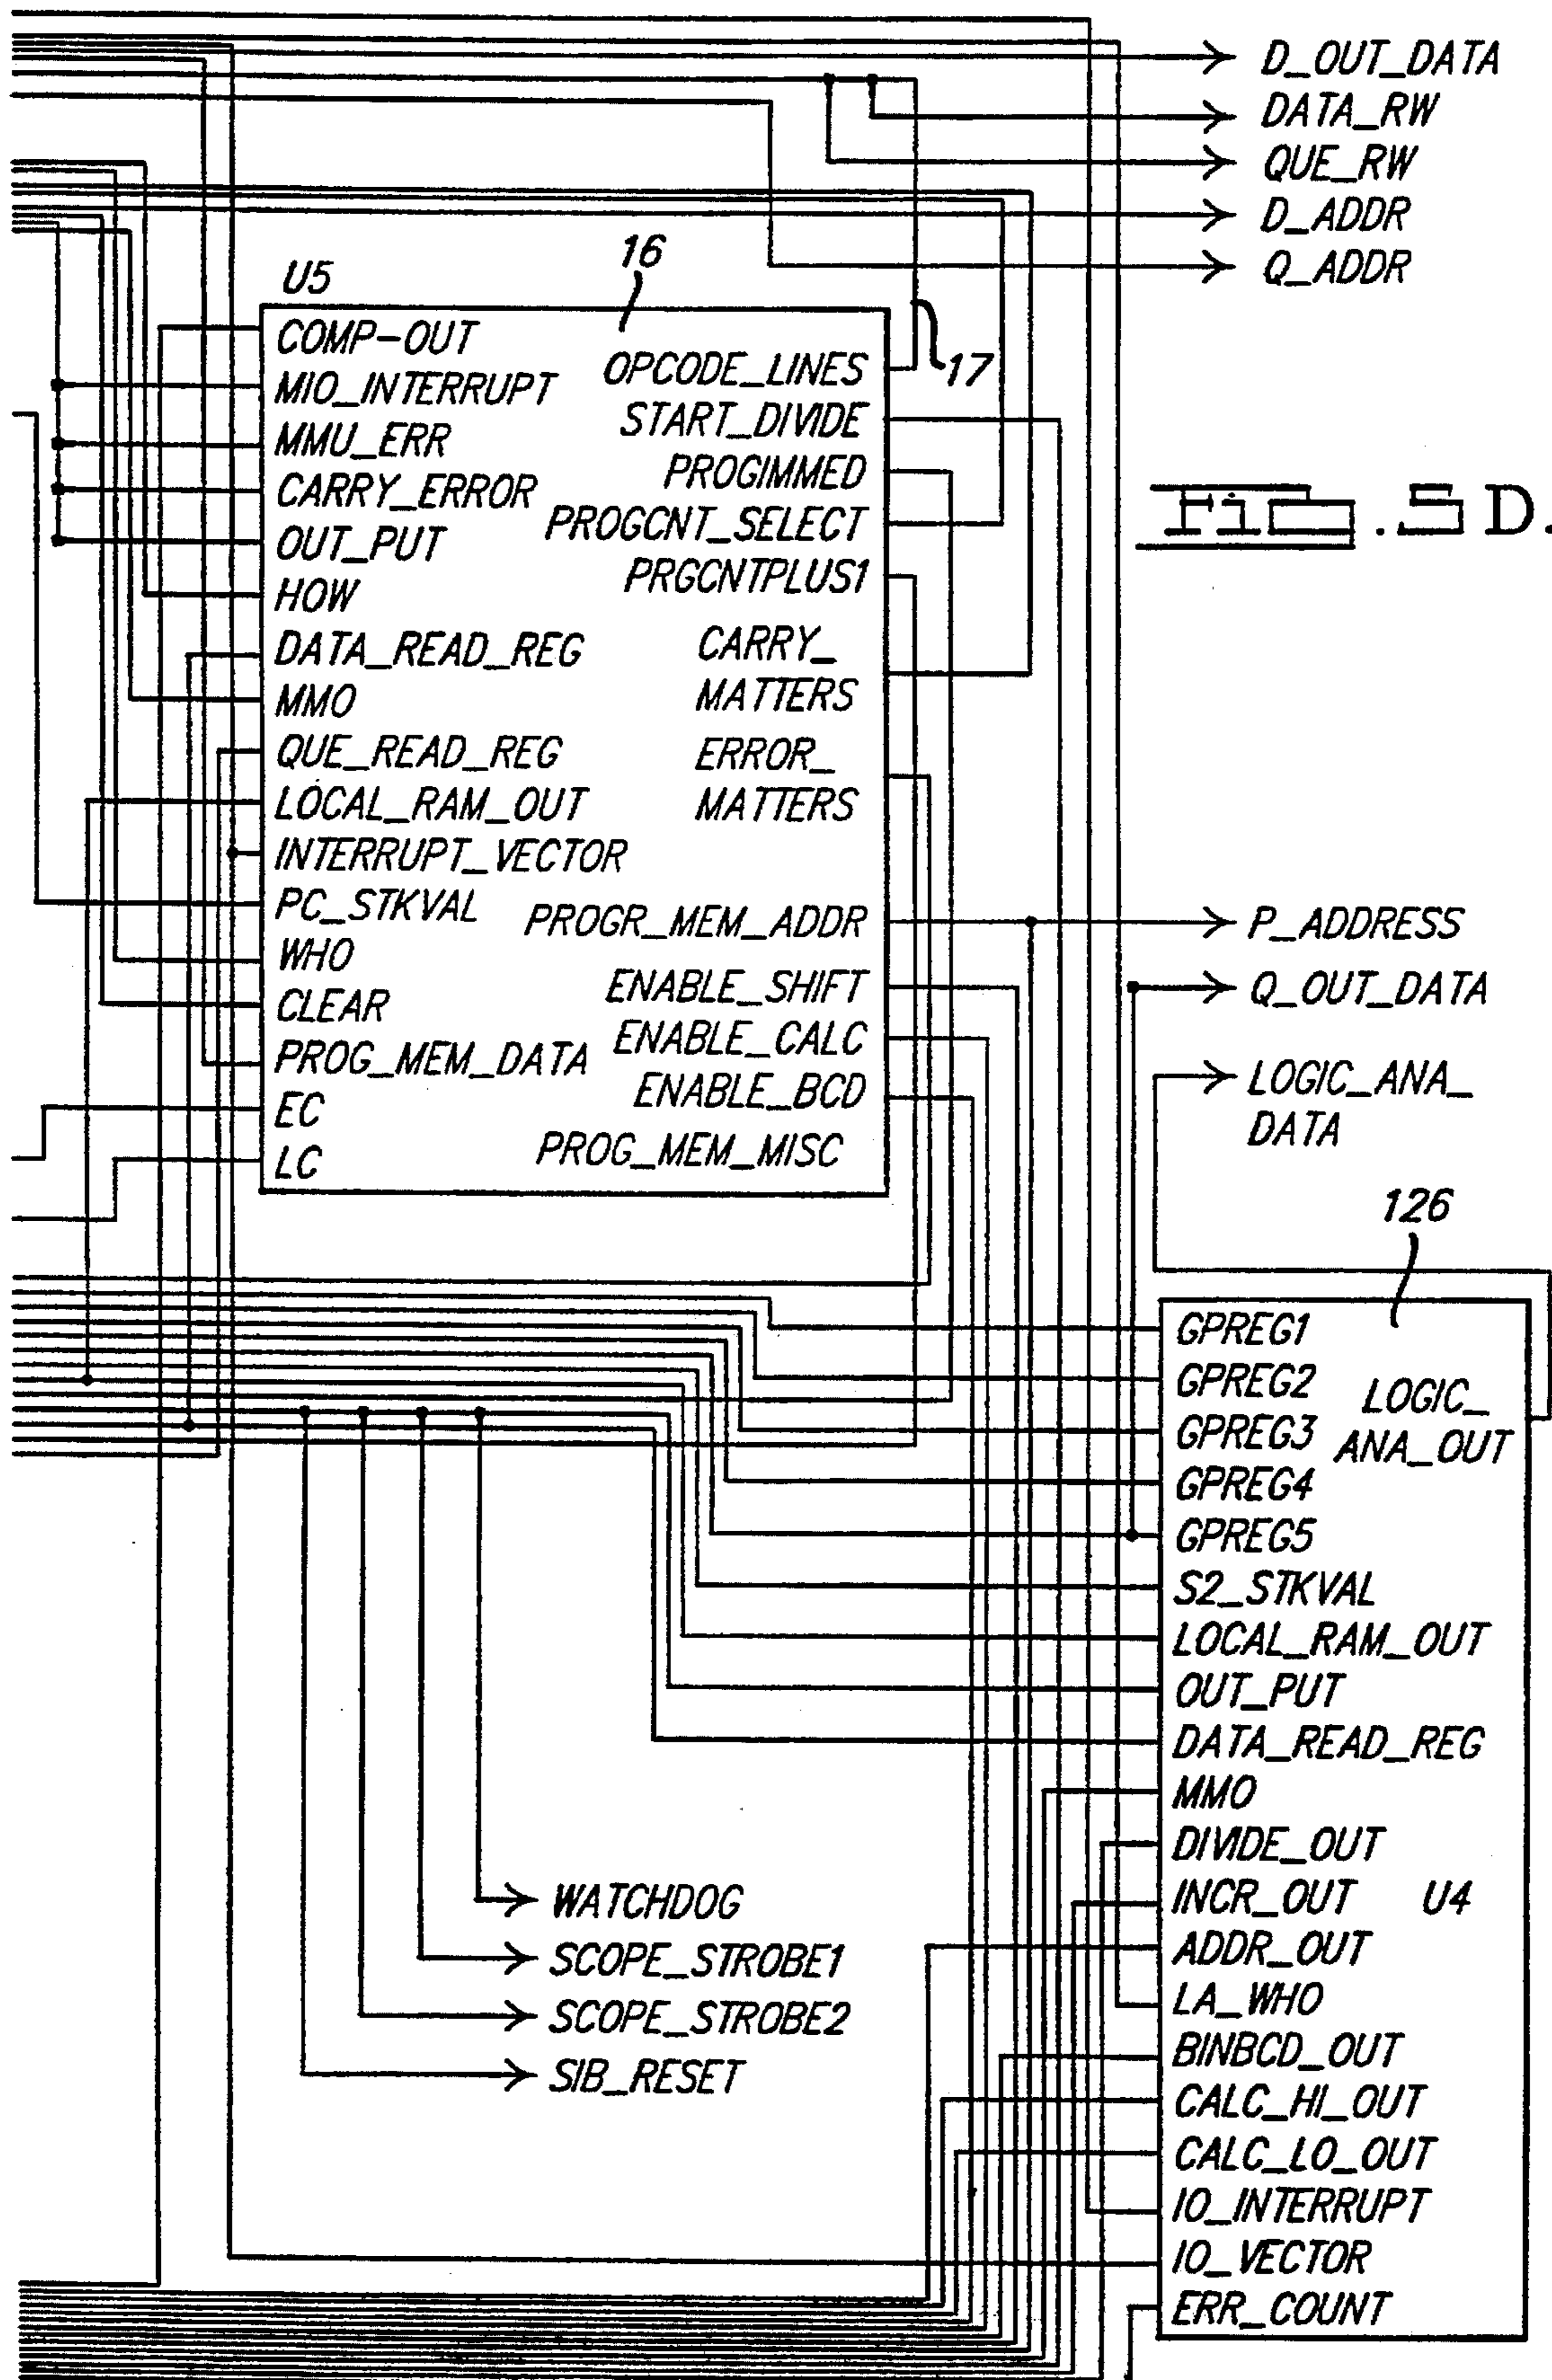 D_OUT_DATA
DATA_RW
QUE_RW
D_ADDR
Q_ADDR
U5
16
17
COMP-OUT
MIO_INTERRUPT
MMU_ERR
CARRY_ERROR
OUT_PUT
HOW
DATA_READ_REG
MMO
QUE_READ_REG
LOCAL_RAM_OUT
INTERRUPT_VECTOR
PC_STKVAL
WHO
CLEAR
PROG_MEM_DATA
EC
LC
OPCODE_LINES
START_DIVIDE
PROGIMMED
PROGCNT_SELECT
PRGCNTPLUS1
CARRY_
MATTERS
ERROR_
MATTERS
PROGR_MEM_ADDR
ENABLE_SHIFT
ENABLE_CALC
ENABLE_BCD
PROG_MEM_MISC
FIG. 5D.
P_ADDRESS
Q_OUT_DATA
LOGIC_ANA_
DATA
126
GPREG1
GPREG2
GPREG3
GPREG4
GPREG5
S2_STKVAL
LOCAL_RAM_OUT
OUT_PUT
DATA_READ_REG
MMO
DIVIDE_OUT
INCR_OUT
ADDR_OUT
LA_WHO
BINBCD_OUT
CALC_HI_OUT
CALC_LO_OUT
IO_INTERRUPT
IO_VECTOR
ERR_COUNT
LOGIC_
ANA_OUT
U4
WATCHDOG
SCOPE_STROBE1
SCOPE_STROBE2
SIB_RESET